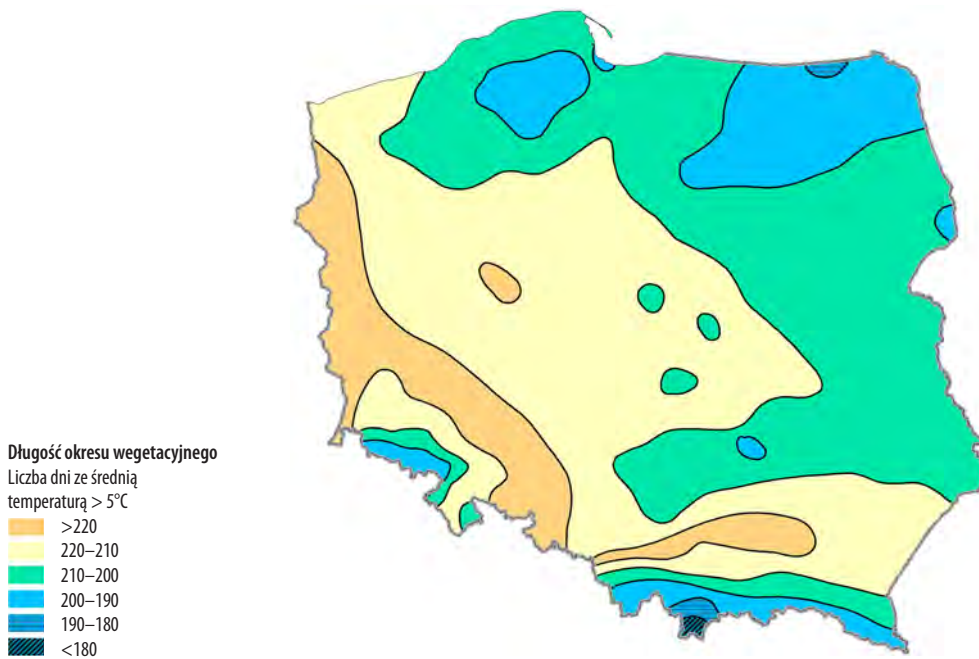 Długość okresu wegetacyjnego
Liczba dni ze średnią
temperaturą > 5°C
>220
220–210
210–200
200–190
190–180
<180